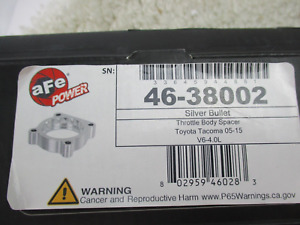 aFe
POWER
SN:
46-38002
Silver Bullet
Throttle Body Spacer
Toyota Tacoma 05-15
V6-4.0L
8 02959 46028 3
WARNING
Cancer and Reproductive Harm www.P65Warnings.ca.gov